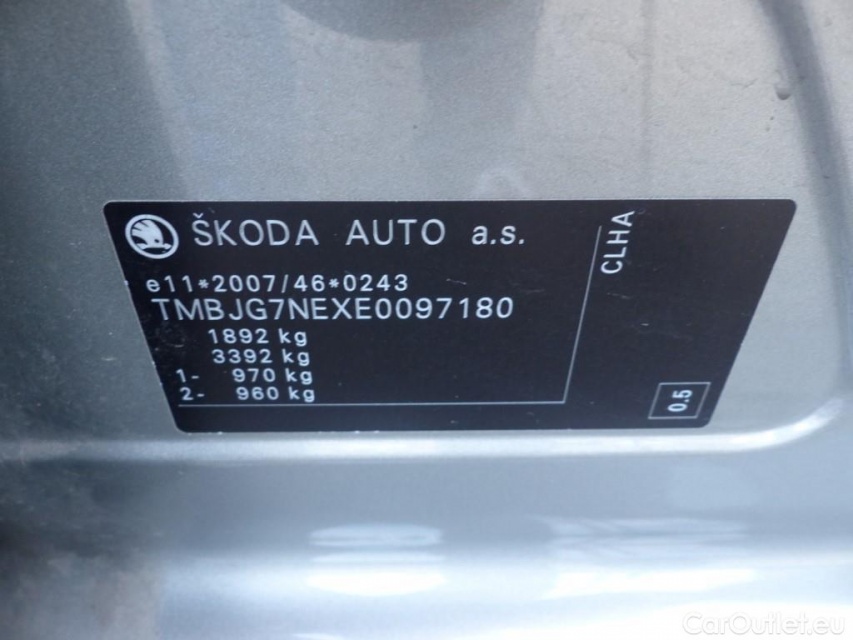 ŠKODA AUTO a.s.
e11*2007/46*0243
TMBJG7NEXE0097180
1892 kg
3392 kg
1- 970 kg
2- 960 kg
CLHA
0.5
CarOutlet.eu